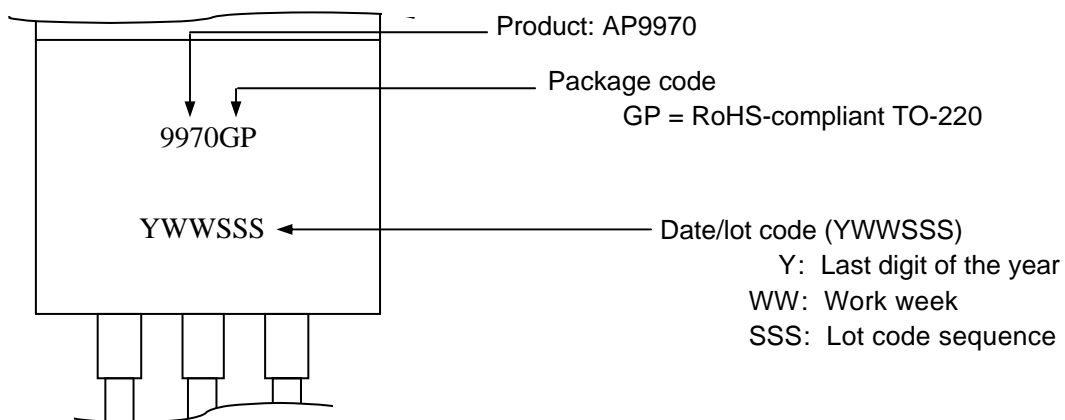 Product: AP9970
Package code
GP = RoHS-compliant TO-220
9970GP
YWWSSS
Date/lot code (YWWSSS)
Y: Last digit of the year
WW: Work week
SSS: Lot code sequence